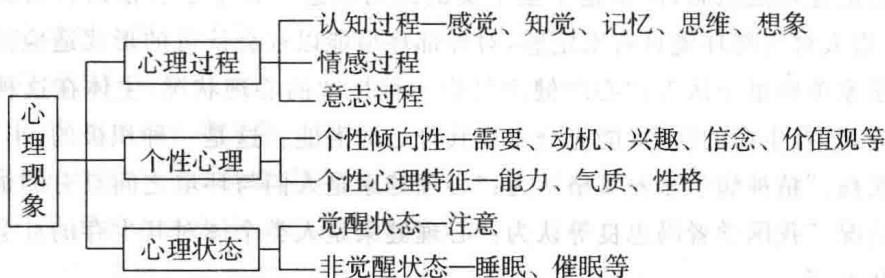 心理现象
心理过程
认知过程—感觉、知觉、记忆、思维、想象
情感过程
意志过程
个性心理
个性倾向性—需要、动机、兴趣、信念、价值观等
个性心理特征—能力、气质、性格
心理状态
觉醒状态—注意
非觉醒状态—睡眠、催眠等